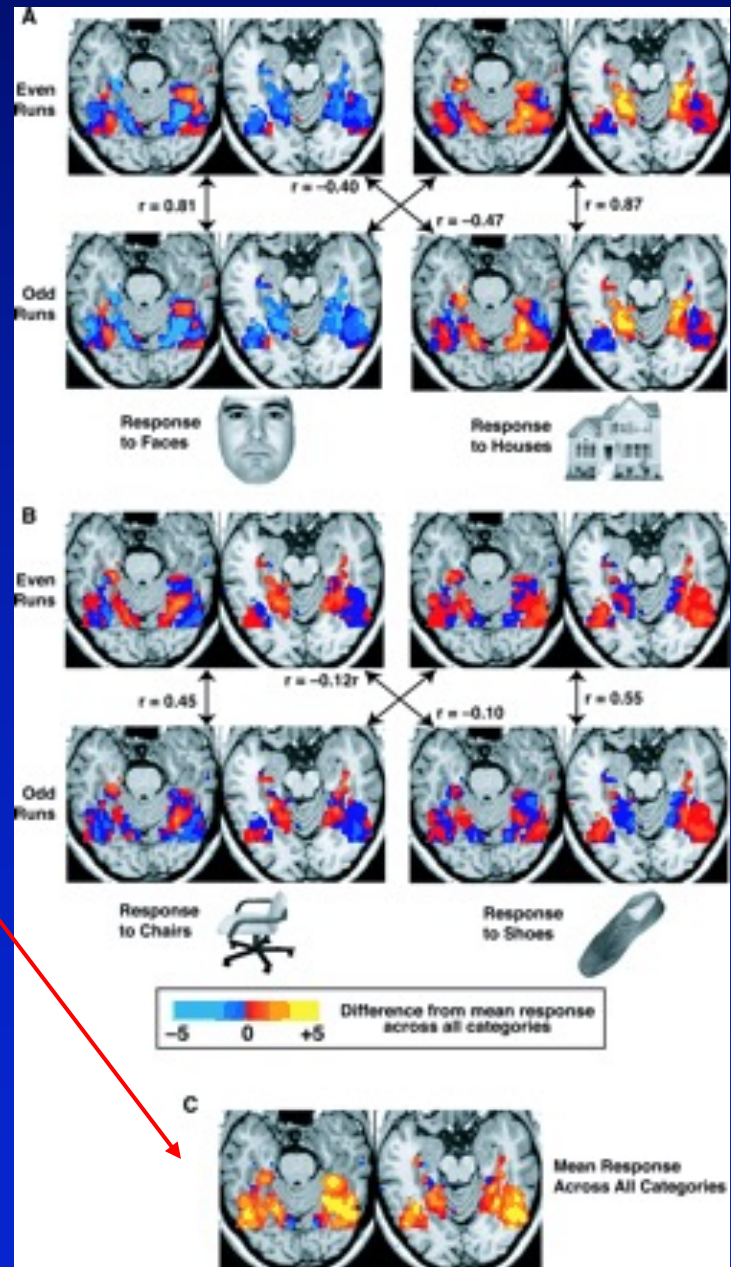 A
Even
Runs
r = 0.81
r = –0.40
r = –0.47
r = 0.87
Odd
Runs
Response
to Faces
Response
to Houses
B
Even
Runs
r = 0.45
r = –0.12r
r = –0.10
r = 0.55
Odd
Runs
Response
to Chairs
Response
to Shoes
Difference from mean response
across all categories
–5 0 +5
C
Mean Response
Across All Categories